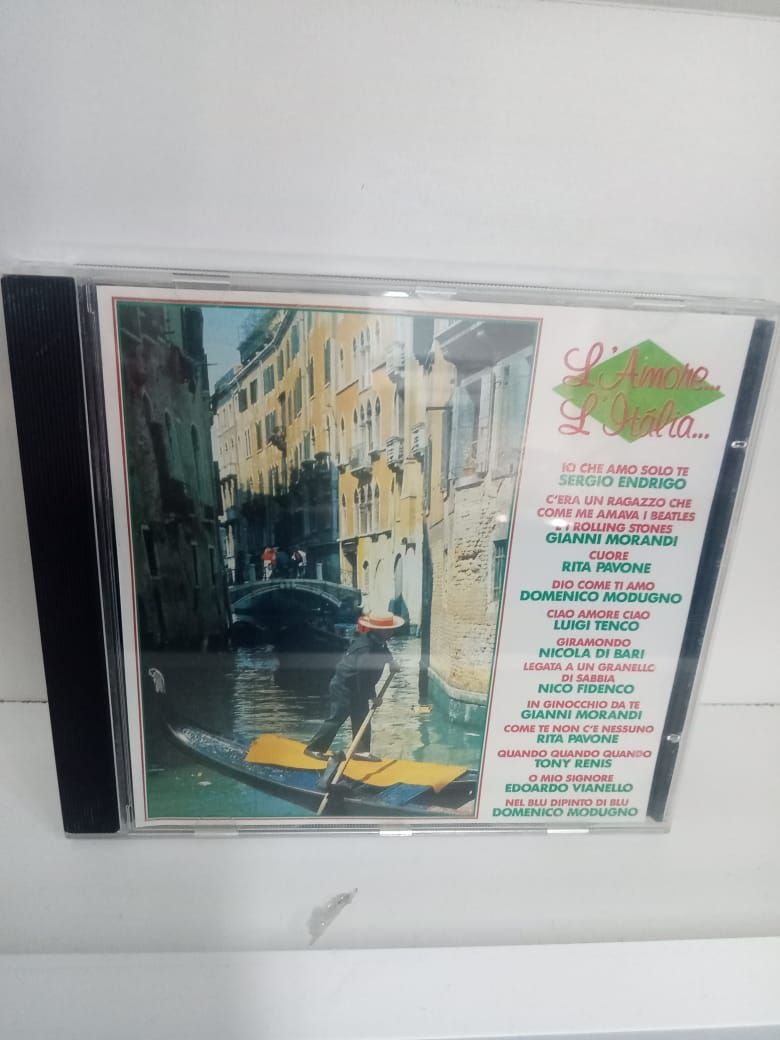 L'Amore...
L'Itália...
IO CHE AMO SOLO TE
SERGIO ENDRIGO
C'ERA UN RAGAZZO CHE
COME ME AMAVA I BEATLES
E I ROLLING STONES
GIANNI MORANDI
CUORE
RITA PAVONE
DIO COME TI AMO
DOMENICO MODUGNO
CIAO AMORE CIAO
LUIGI TENCO
GIRAMONDO
NICOLA DI BARI
LEGATA A UN GRANELLO
DI SABBIA
NICO FIDENCO
IN GINOCCHIO DA TE
GIANNI MORANDI
COME TE NON C'E NESSUNO
RITA PAVONE
QUANDO QUANDO QUANDO
TONY RENIS
O MIO SIGNORE
EDOARDO VIANELLO
NEL BLU DIPINTO DI BLU
DOMENICO MODUGNO